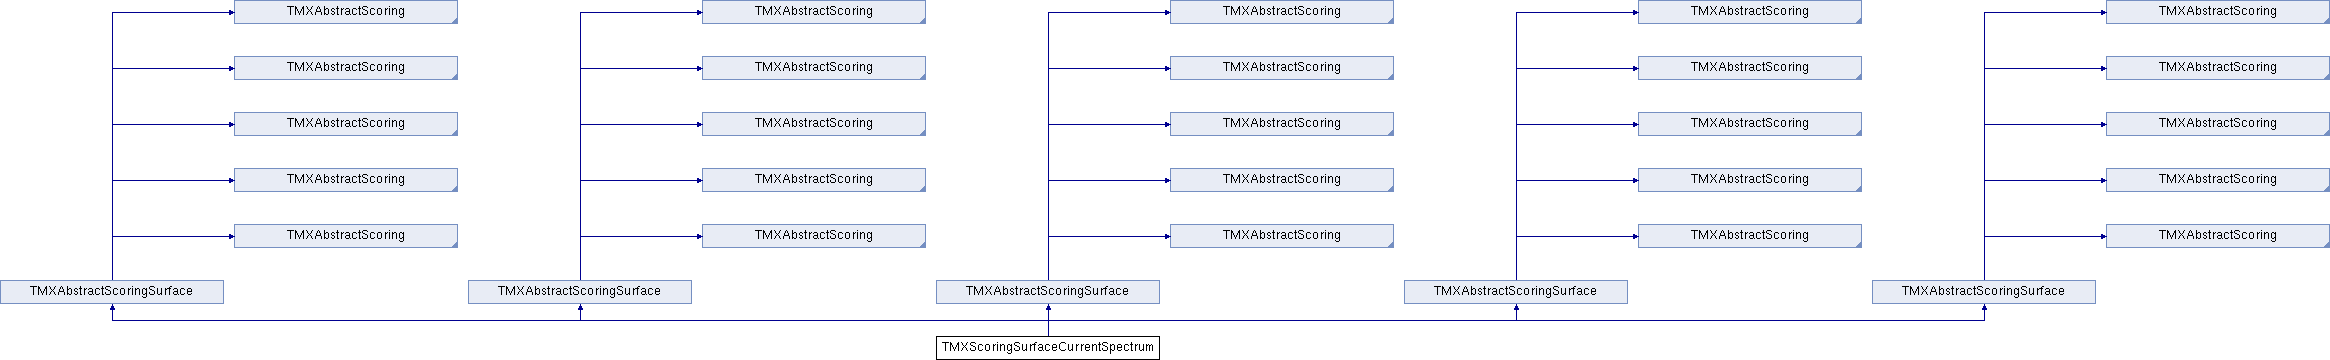 TMXAbstractScoring TMXAbstractScoring TMXAbstractScoring TMXAbstractScoring TMXAbstractScoring
TMXAbstractScoring TMXAbstractScoring TMXAbstractScoring TMXAbstractScoring TMXAbstractScoring
TMXAbstractScoring TMXAbstractScoring TMXAbstractScoring TMXAbstractScoring TMXAbstractScoring
TMXAbstractScoring TMXAbstractScoring TMXAbstractScoring TMXAbstractScoring TMXAbstractScoring
TMXAbstractScoring TMXAbstractScoring TMXAbstractScoring TMXAbstractScoring TMXAbstractScoring
TMXAbstractScoringSurface TMXAbstractScoringSurface TMXAbstractScoringSurface TMXAbstractScoringSurface TMXAbstractScoringSurface
TMXScoringSurfaceCurrentSpectrum